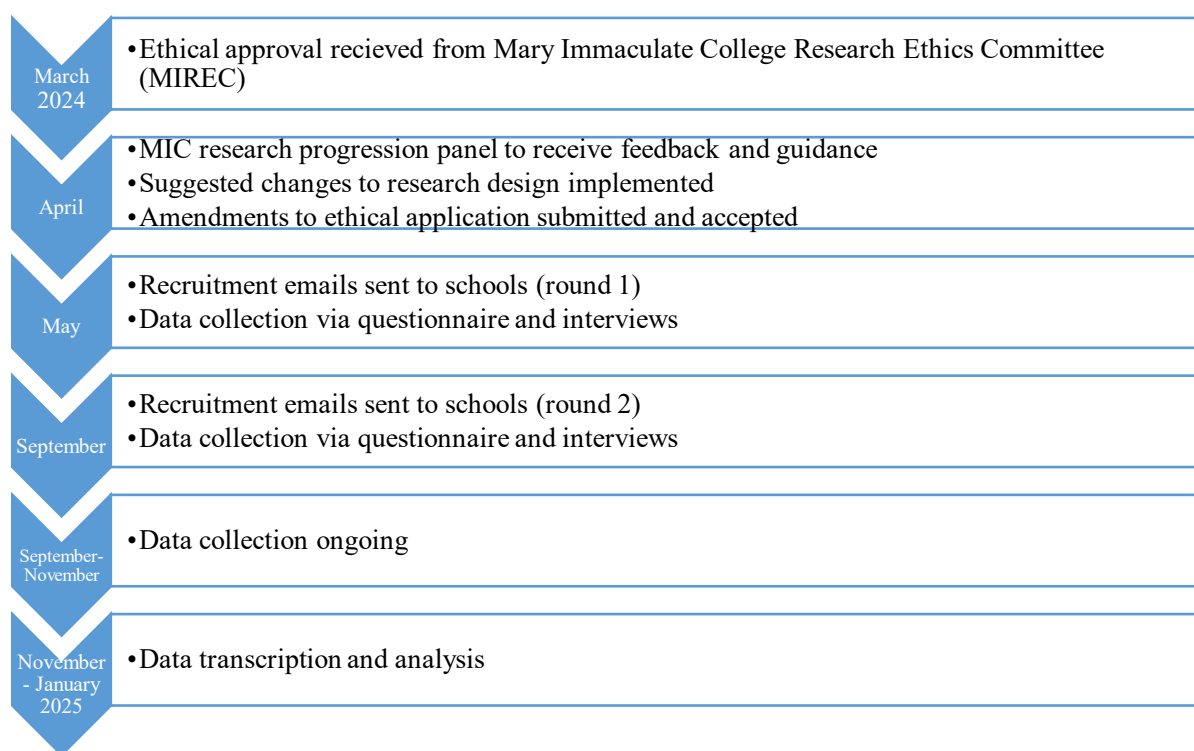 March
2024
•Ethical approval recieved from Mary Immaculate College Research Ethics Committee
(MIREC)
April
•MIC research progression panel to receive feedback and guidance
•Suggested changes to research design implemented
•Amendments to ethical application submitted and accepted
May
•Recruitment emails sent to schools (round 1)
•Data collection via questionnaire and interviews
September
•Recruitment emails sent to schools (round 2)
•Data collection via questionnaire and interviews
September-
November
•Data collection ongoing
November
- January
2025
•Data transcription and analysis